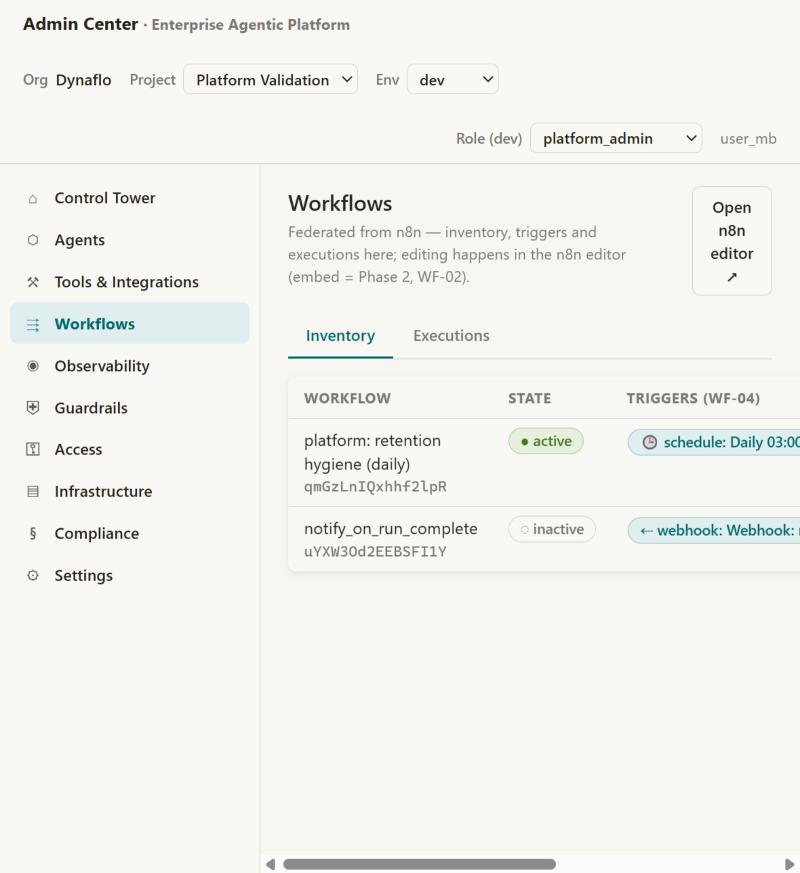 Admin Center · Enterprise Agentic Platform
Org Dynaflo Project Platform Validation Env dev
Role (dev) platform_admin user_mb
Control Tower
Agents
Tools & Integrations
Workflows
Observability
Guardrails
Access
Infrastructure
§ Compliance
Settings
Workflows
Federated from n8n — inventory, triggers and
executions here; editing happens in the n8n editor
(embed = Phase 2, WF-02).
Open
n8n
editor
↗
Inventory Executions
WORKFLOW STATE TRIGGERS (WF-04)
platform: retention
hygiene (daily)
qmGzLnIQxhhf2lpR
● active
schedule: Daily 03:00
notify_on_run_complete
uYXW3Od2EEBSFI1Y
○ inactive
← webhook: Webhook: